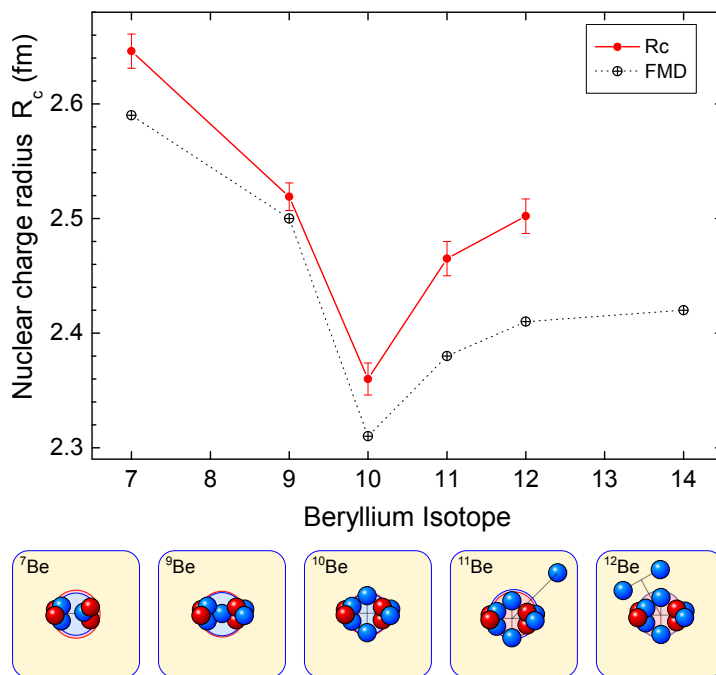 Nuclear charge radius R_c (fm)
2.6
2.5
2.4
2.3
Rc
FMD
7 8 9 10 11 12 13 14
Beryllium Isotope
⁷Be ⁹Be ¹⁰Be ¹¹Be ¹²Be